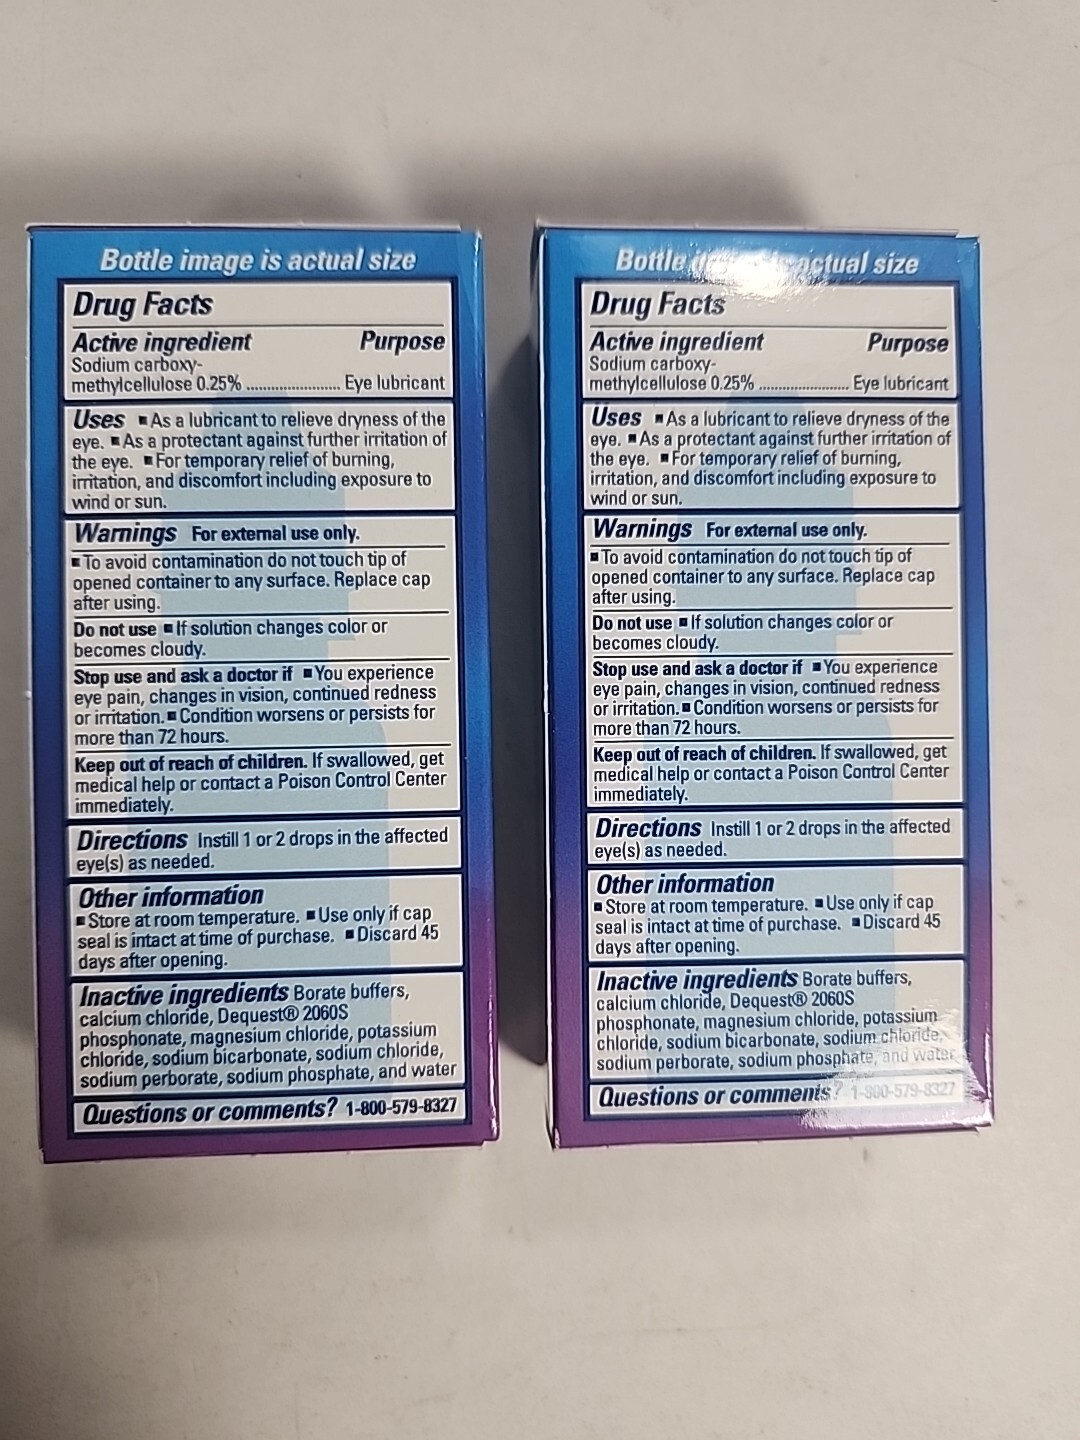 Bottle image is actual size
Drug Facts
Active ingredient Purpose
Sodium carboxy-
methylcellulose 0.25% ....................... Eye lubricant
Uses ■ As a lubricant to relieve dryness of the
eye. ■ As a protectant against further irritation of
the eye. ■ For temporary relief of burning,
irritation, and discomfort including exposure to
wind or sun.
Warnings For external use only.
■ To avoid contamination do not touch tip of
opened container to any surface. Replace cap
after using.
Do not use ■ If solution changes color or
becomes cloudy.
Stop use and ask a doctor if ■ You experience
eye pain, changes in vision, continued redness
or irritation. ■ Condition worsens or persists for
more than 72 hours.
Keep out of reach of children. If swallowed, get
medical help or contact a Poison Control Center
immediately.
Directions Instill 1 or 2 drops in the affected
eye(s) as needed.
Other information
■ Store at room temperature. ■ Use only if cap
seal is intact at time of purchase. ■ Discard 45
days after opening.
Inactive ingredients Borate buffers,
calcium chloride, Dequest® 2060S
phosphonate, magnesium chloride, potassium
chloride, sodium bicarbonate, sodium chloride,
sodium perborate, sodium phosphate, and water
Questions or comments? 1-800-579-8327
Bottle actual size
Drug Facts
Active ingredient Purpose
Sodium carboxy-
methylcellulose 0.25% ...................... Eye lubricant
Uses ■ As a lubricant to relieve dryness of the
eye. ■ As a protectant against further irritation of
the eye. ■ For temporary relief of burning,
irritation, and discomfort including exposure to
wind or sun.
Warnings For external use only.
■ To avoid contamination do not touch tip of
opened container to any surface. Replace cap
after using.
Do not use ■ If solution changes color or
becomes cloudy.
Stop use and ask a doctor if ■ You experience
eye pain, changes in vision, continued redness
or irritation. ■ Condition worsens or persists for
more than 72 hours.
Keep out of reach of children. If swallowed, get
medical help or contact a Poison Control Center
immediately.
Directions Instill 1 or 2 drops in the affected
eye(s) as needed.
Other information
■ Store at room temperature. ■ Use only if cap
seal is intact at time of purchase. ■ Discard 45
days after opening.
Inactive ingredients Borate buffers,
calcium chloride, Dequest® 2060S
phosphonate, magnesium chloride, potassium
chloride, sodium bicarbonate, sodium chloride,
sodium perborate, sodium phosphate, and water
Questions or comments? 1-800-579-8327